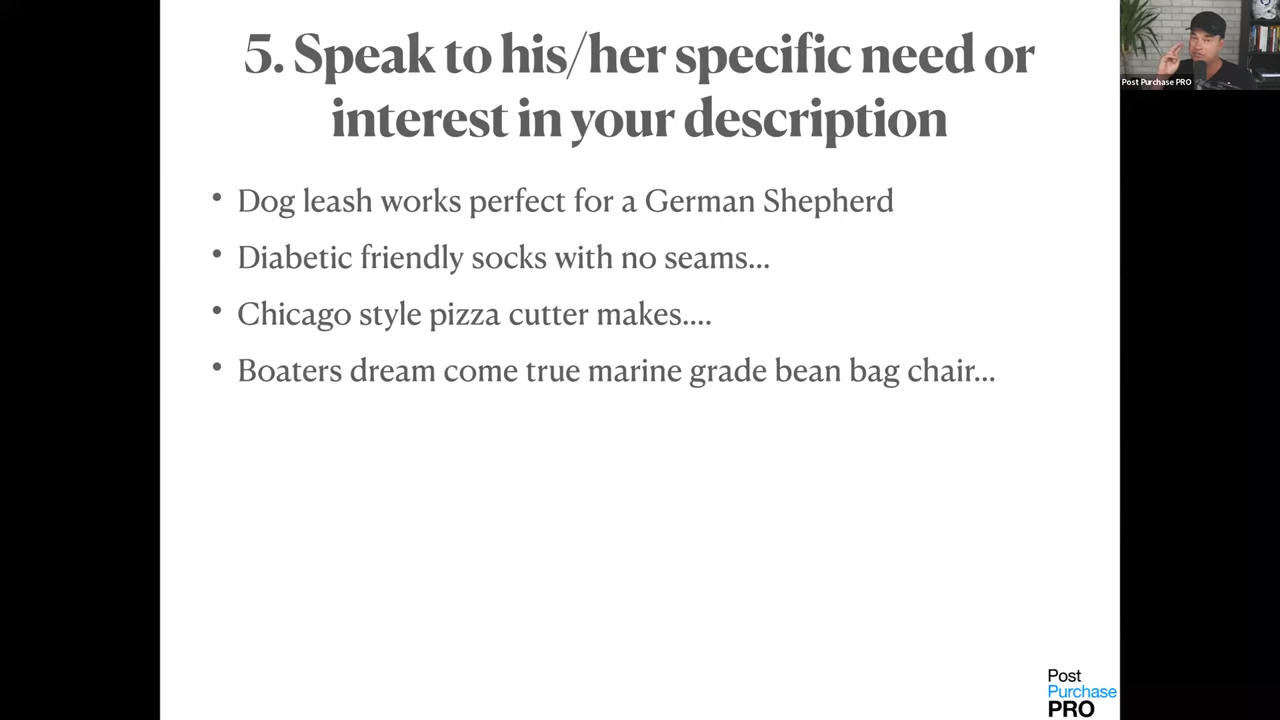 5. Speak to his/her specific need or
interest in your description
• Dog leash works perfect for a German Shepherd
• Diabetic friendly socks with no seams...
• Chicago style pizza cutter makes....
• Boaters dream come true marine grade bean bag chair...
Post Purchase PRO
Post
Purchase
PRO